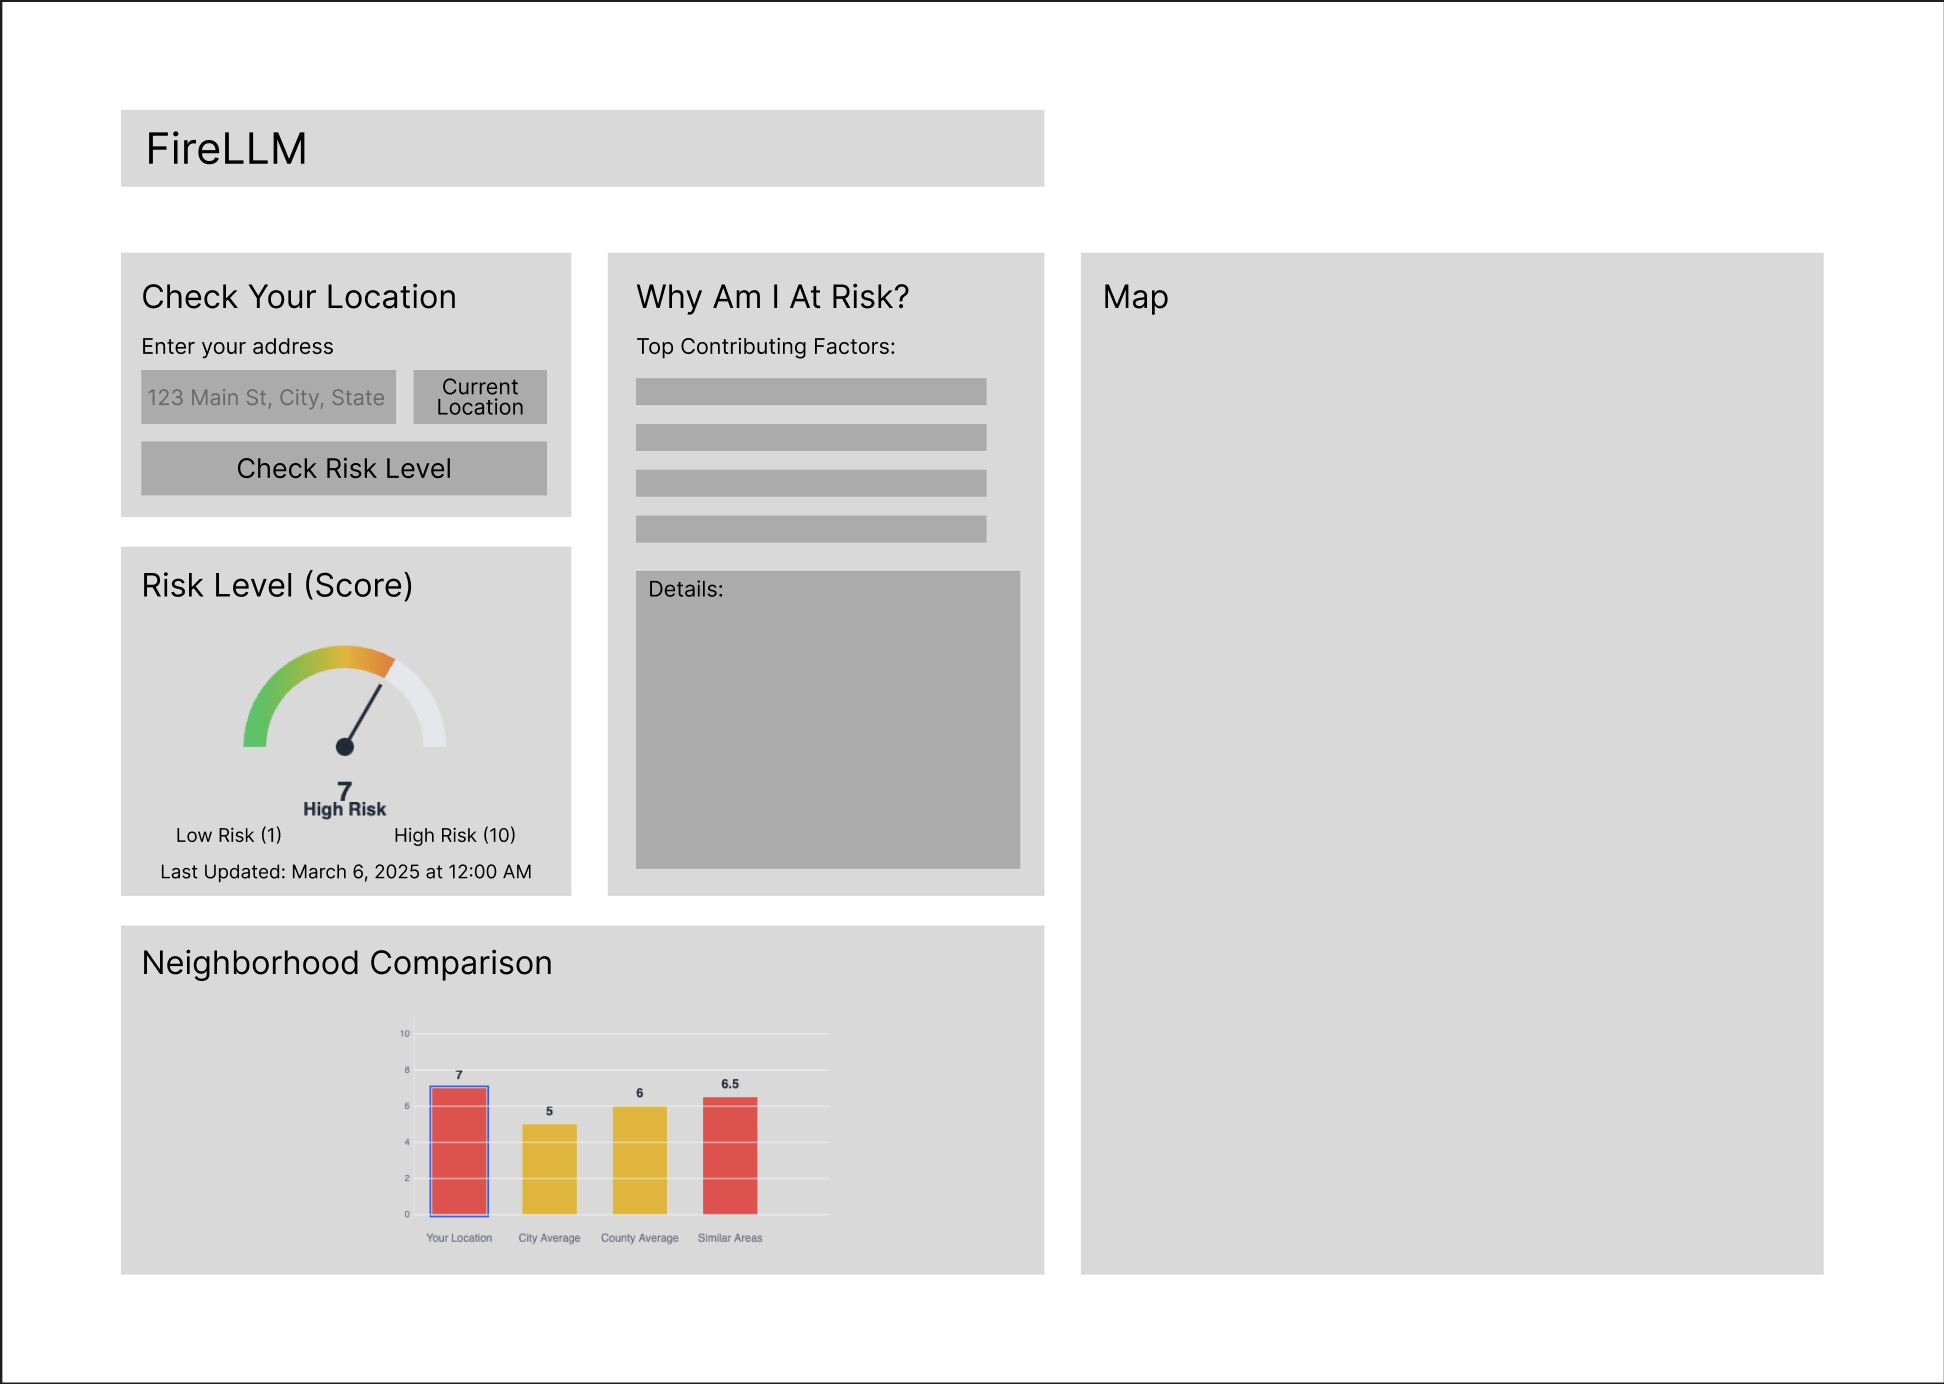 FireLLM
Check Your Location
Enter your address
123 Main St, City, State
Current
Location
Check Risk Level
Risk Level (Score)
7
High Risk
Low Risk (1)
High Risk (10)
Last Updated: March 6, 2025 at 12:00 AM
Why Am I At Risk?
Top Contributing Factors:
Details:
Neighborhood Comparison
10
8
6
4
2
0
7
5
6
6.5
Your Location
City Average
County Average
Similar Areas
Map